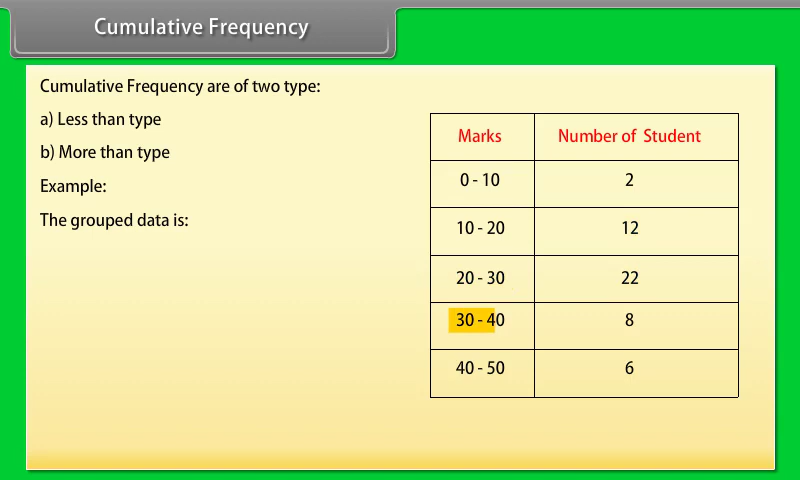 Cumulative Frequency
Cumulative Frequency are of two type:
a) Less than type
b) More than type
Example:
The grouped data is:
Marks Number of Student
0 - 10 2
10 - 20 12
20 - 30 22
30 - 40 8
40 - 50 6